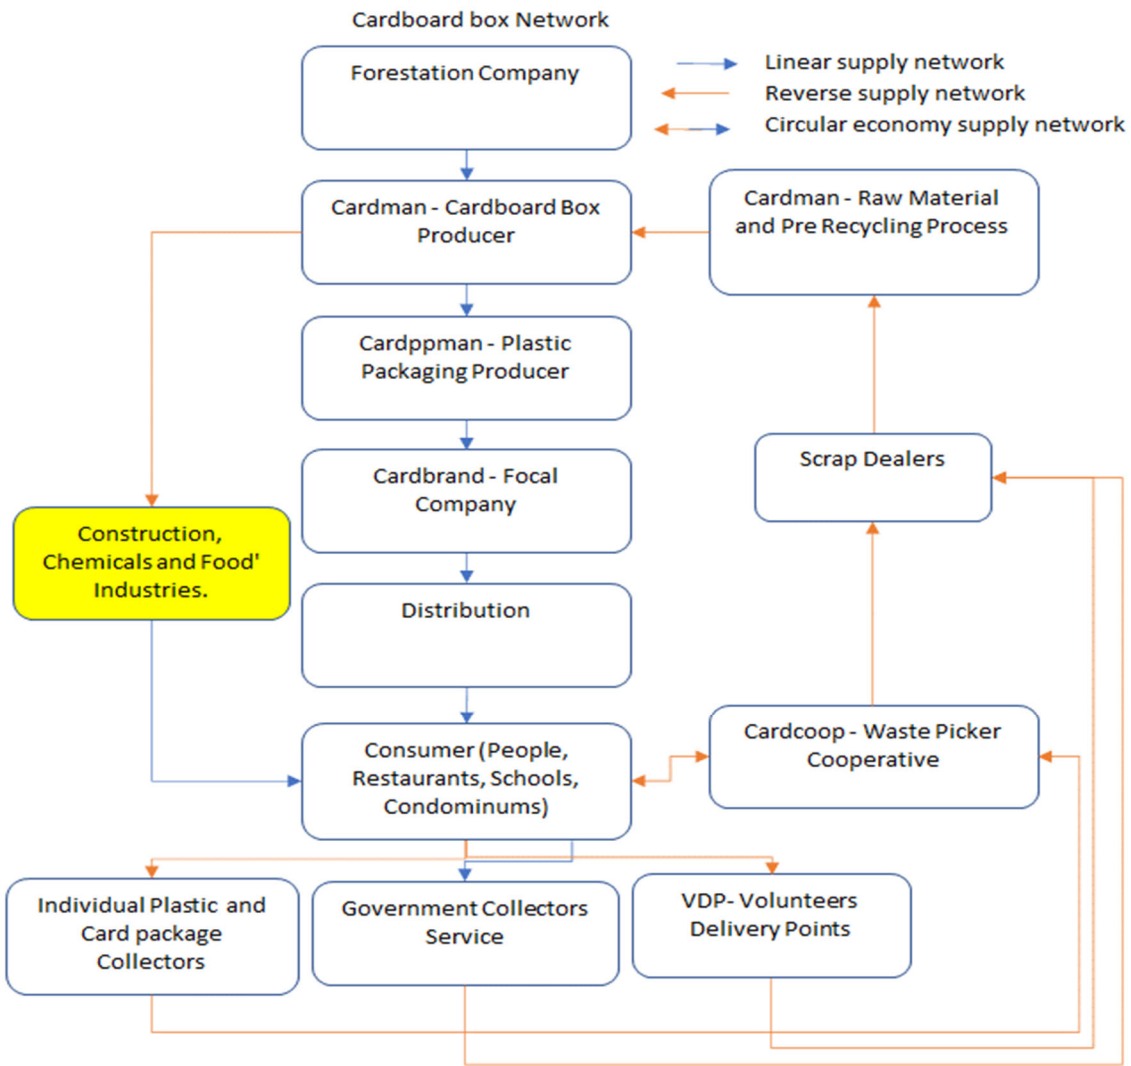 Cardboard box Network
Forestation Company
Linear supply network
Reverse supply network
Circular economy supply network
Cardman - Cardboard Box
Producer
Cardman - Raw Material
and Pre Recycling Process
Cardppman - Plastic
Packaging Producer
Cardbrand - Focal
Company
Scrap Dealers
Construction,
Chemicals and Food'
Industries.
Distribution
Consumer (People,
Restaurants, Schools,
Condominums)
Cardcoop - Waste Picker
Cooperative
Individual Plastic and
Card package
Collectors
Government Collectors
Service
VDP- Volunteers
Delivery Points